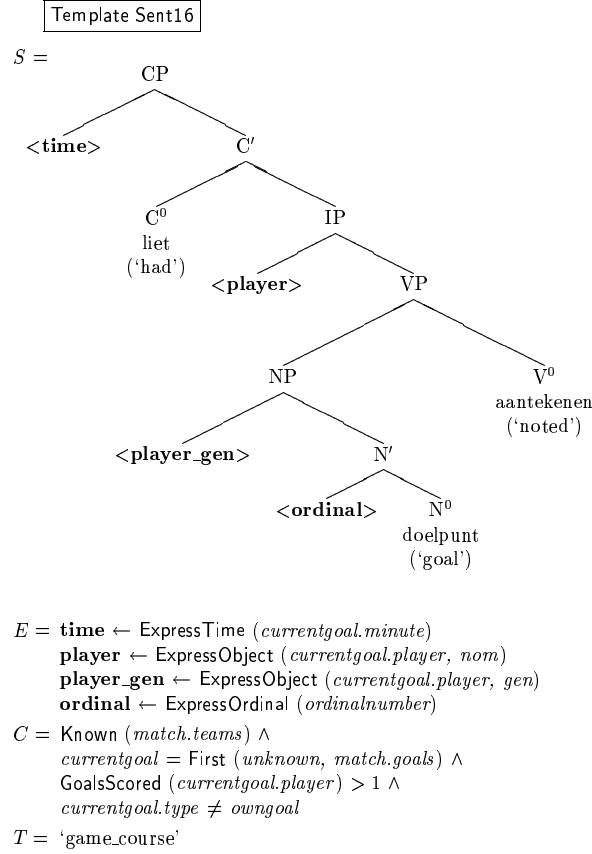 Template Sent16
S =
CP
<time>
C′
C⁰
IP
liet
(‘had’)
<player>
VP
NP
V⁰
aantekenen
(‘noted’)
<player_gen>
N′
<ordinal>
N⁰
doelpunt
(‘goal’)
E = time ← ExpressTime (currentgoal.minute)
player ← ExpressObject (currentgoal.player, nom)
player_gen ← ExpressObject (currentgoal.player, gen)
ordinal ← ExpressOrdinal (ordinalnumber)
C = Known (match.teams) ∧
currentgoal = First (unknown, match.goals) ∧
GoalsScored (currentgoal.player) > 1 ∧
currentgoal.type ≠ owngoal
T = ‘game_course’